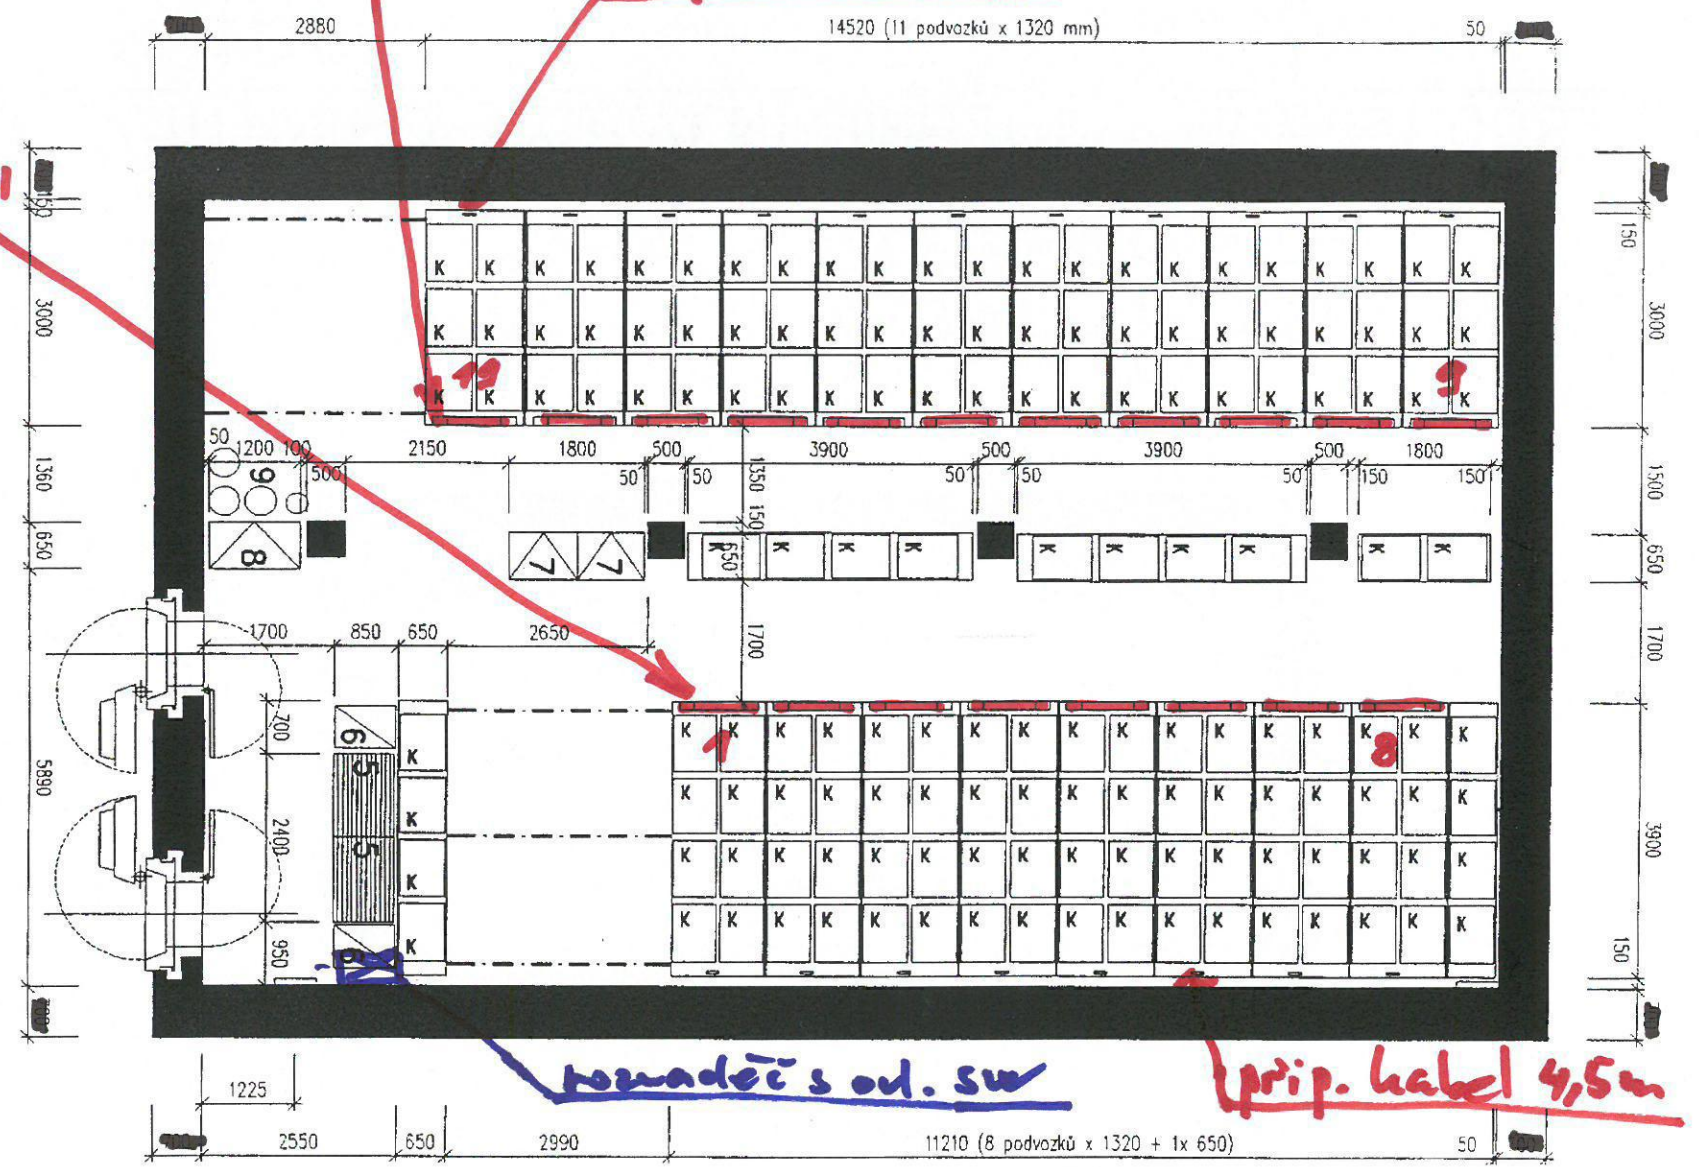 2880 14520 (11 podvozků x 1320 mm) 50
150 150
3000 3000
K K K K K K K K K K K K K K K K K K K K K K
K K K K K K K K K K K K K K K K K K K K K K
19 9
K K K K K K K K K K K K K K K K K K K K K K
50 1200 100 500 2150 1800 50 500 50 3900 50 500 50 3900 50 500 150 1800 150
1360 1350 150 1500
9
650 8 7 7 K 650 K K K K K K K K K 650
1700 850 650 2650 1700 1700
5890 700 6 K 2400 5 K 5 K 950 6 K
1 8
K K K K K K K K K K K K K K K K K
K K K K K K K K K K K K K K K K K
K K K K K K K K K K K K K K K K K
K K K K K K K K K K K K K K K K K
3900 150
rozvaděč s od. sw
příp. kabel 4,5m
1225
2550 650 2990 11210 (8 podvozků x 1320 + 1x 650) 50